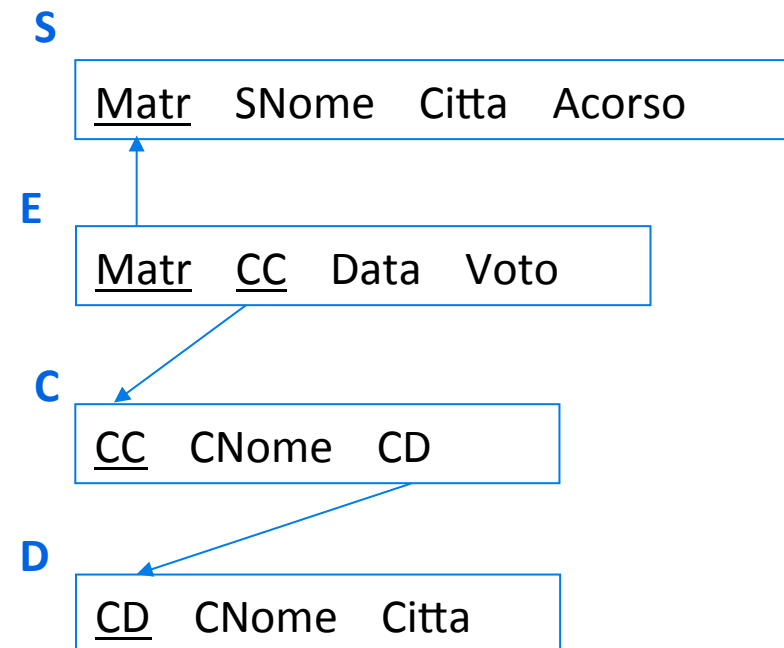 S
Matr SNome Citta Acorso
E
Matr CC Data Voto
C
CC CNome CD
D
CD CNome Citta